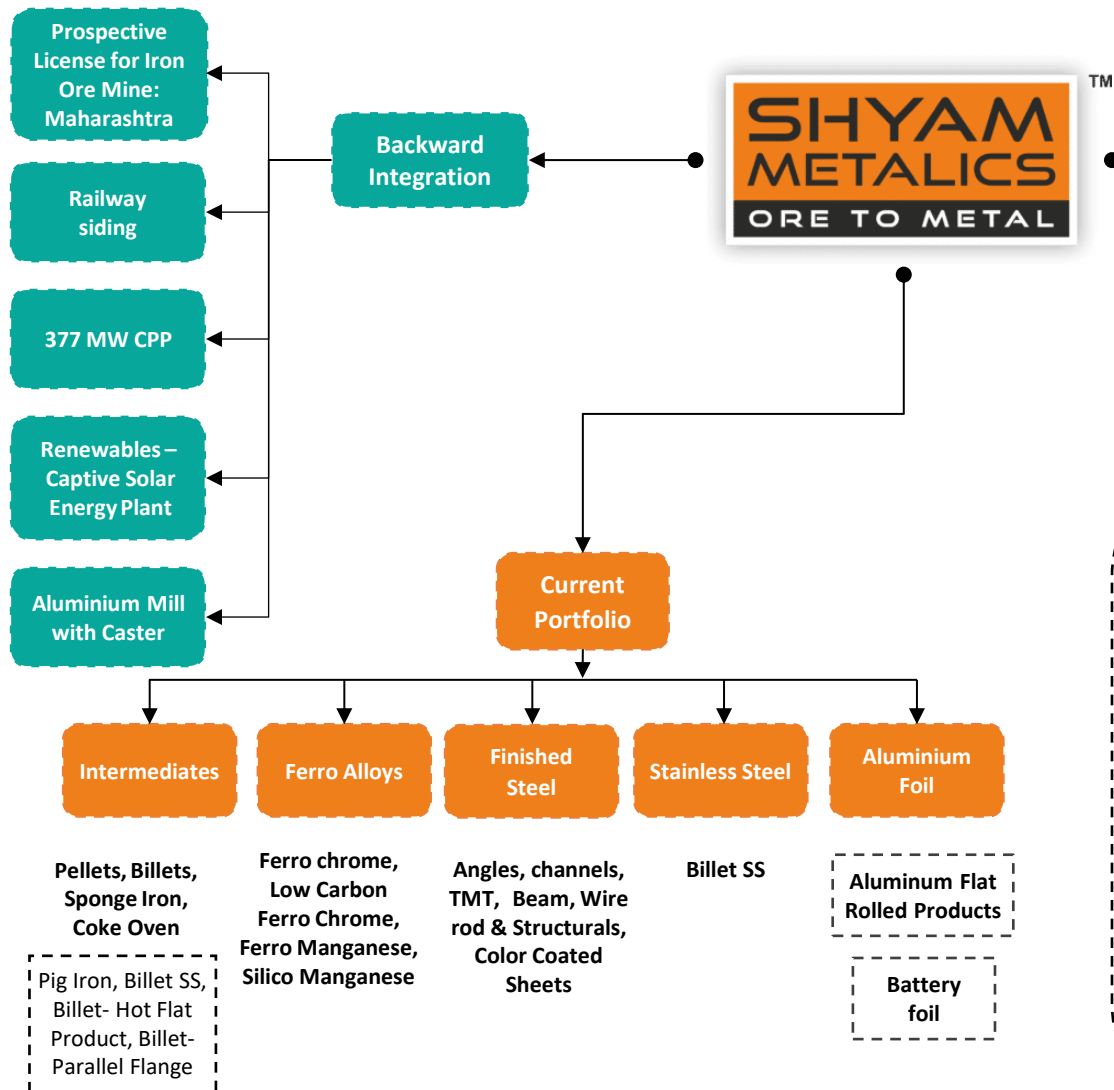 Prospective
License for Iron
Ore Mine:
Maharashtra
Railway
siding
377 MW CPP
Renewables –
Captive Solar
Energy Plant
Aluminium Mill
with Caster
Backward
Integration
SHYAM
METALICS
ORE TO METAL
TM
Current
Portfolio
Intermediates
Ferro Alloys
Finished
Steel
Stainless Steel
Aluminium
Foil
Pellets, Billets,
Sponge Iron,
Coke Oven
Pig Iron, Billet SS,
Billet- Hot Flat
Product, Billet-
Parallel Flange
Ferro chrome,
Low Carbon
Ferro Chrome,
Ferro Manganese,
Silico Manganese
Angles, channels,
TMT, Beam, Wire
rod & Structurals,
Color Coated
Sheets
Billet SS
Aluminum Flat
Rolled Products
Battery
foil